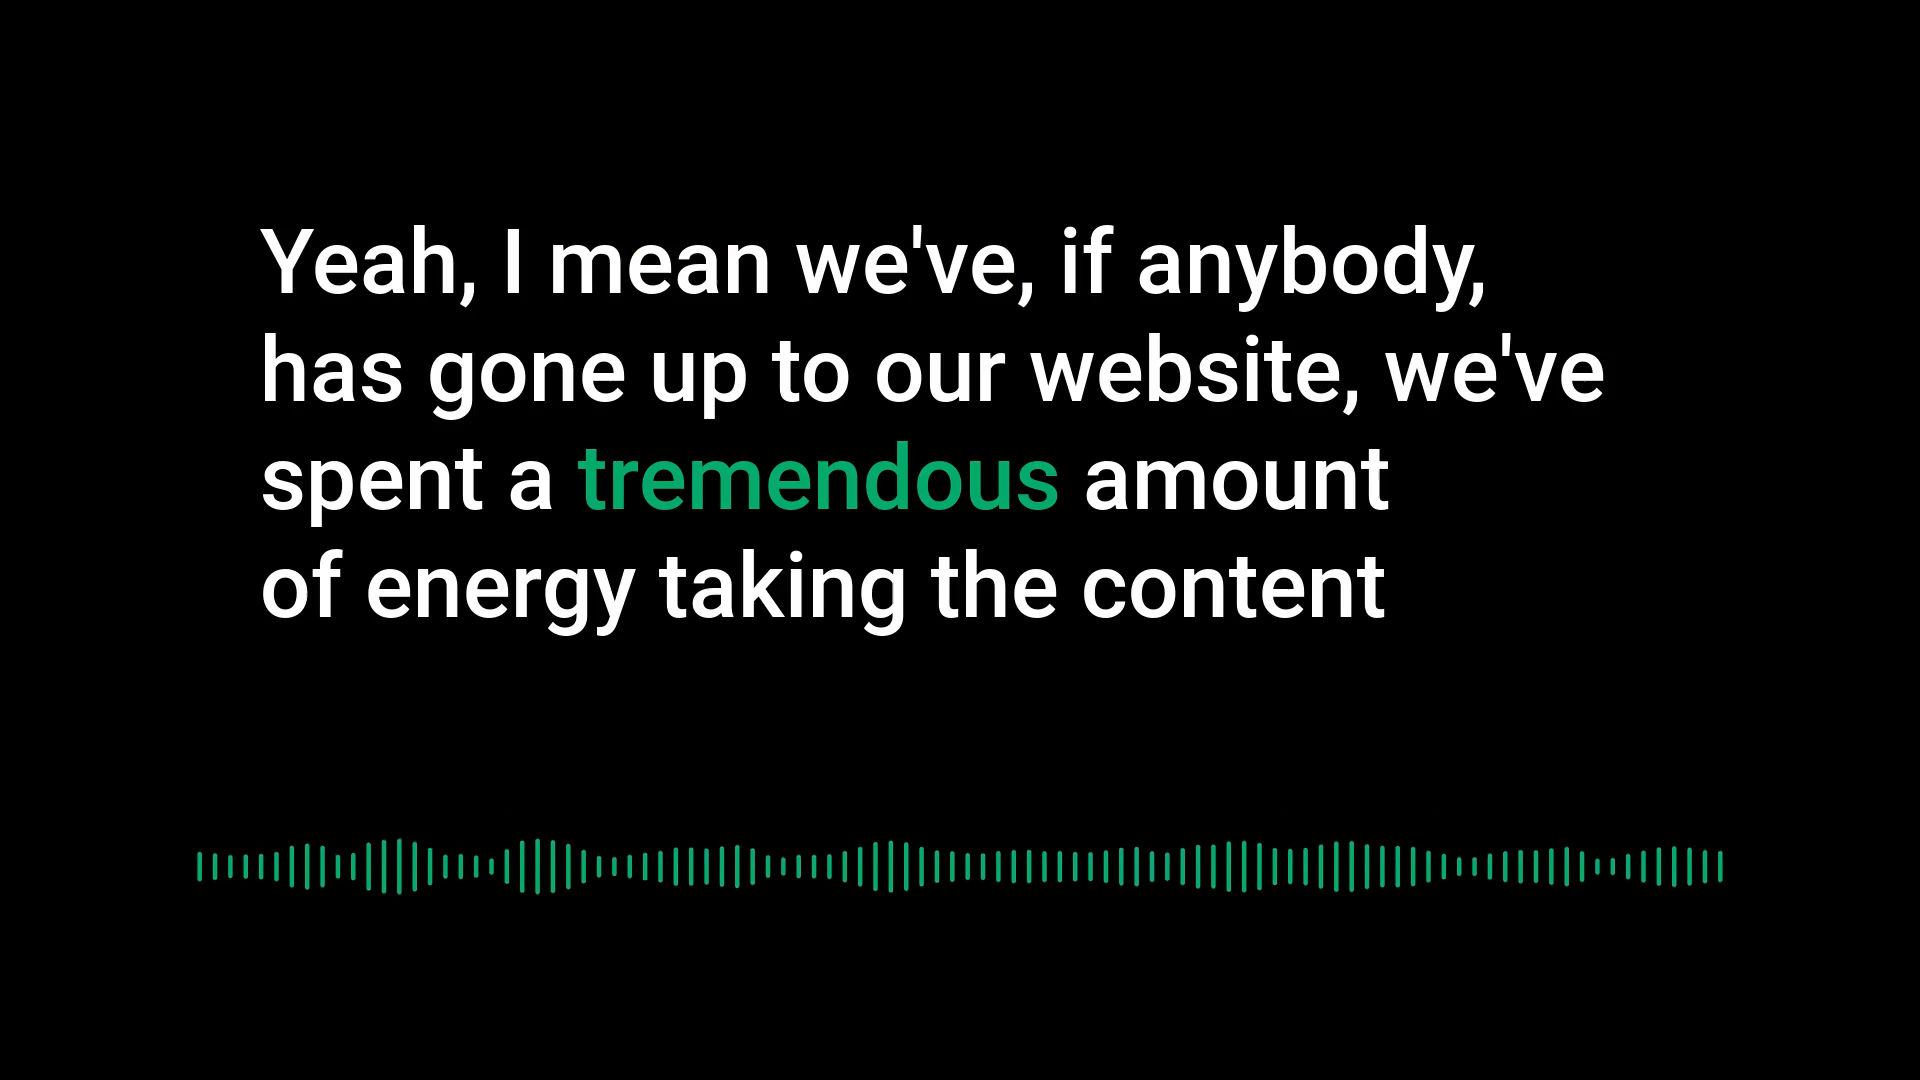 Yeah, I mean we've, if anybody,
has gone up to our website, we've
spent a tremendous amount
of energy taking the content